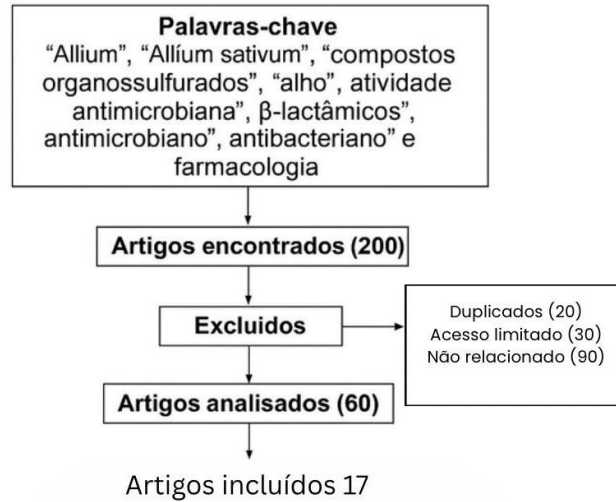 Palavras-chave
“Allium”, “Allíum sativum”, “compostos
organossulfurados”, “alho”, atividade
antimicrobiana”, β-lactâmicos”,
antimicrobiano”, antibacteriano” e
farmacologia
Artigos encontrados (200)
Excluidos
Duplicados (20)
Acesso limitado (30)
Não relacionado (90)
Artigos analisados (60)
Artigos incluídos 17